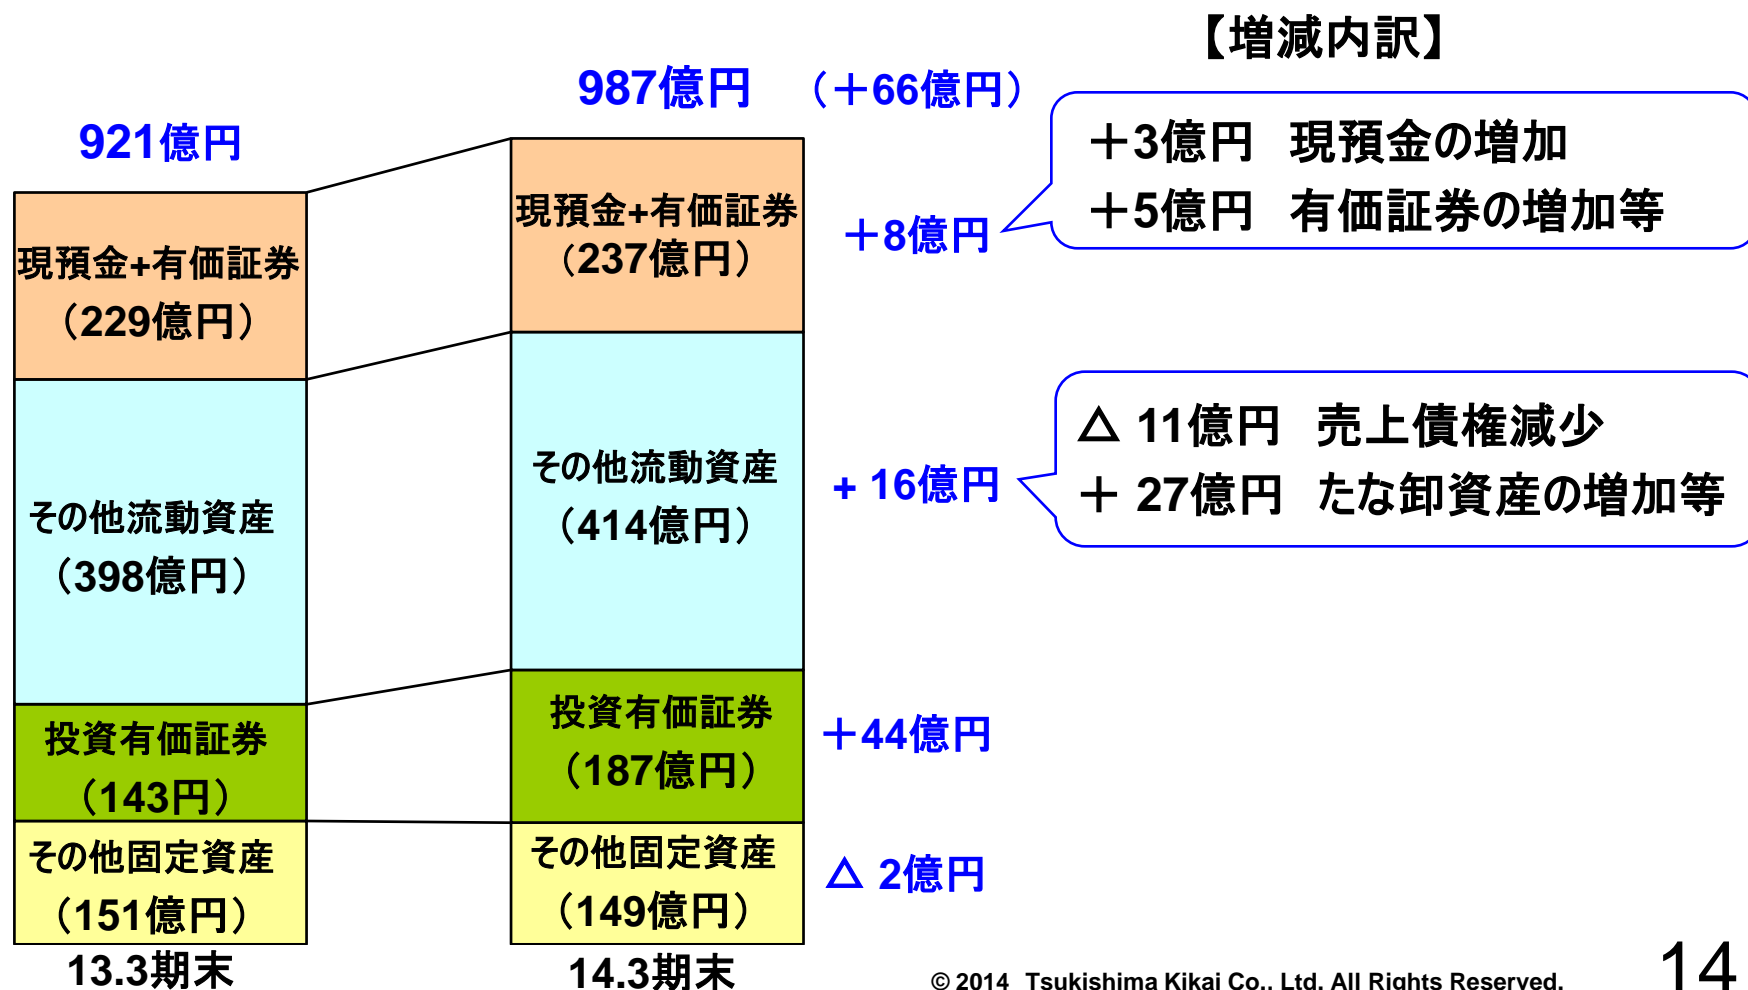 【増減内訳】
987億円 （＋66億円）
921億円
＋3億円 現預金の増加
＋5億円 有価証券の増加等
現預金+有価証券
（237億円）
＋8億円
現預金+有価証券
（229億円）
△ 11億円 売上債権減少
＋ 27億円 たな卸資産の増加等
その他流動資産
（414億円）
+ 16億円
その他流動資産
（398億円）
投資有価証券
（187億円）
＋44億円
投資有価証券
（143円）
その他固定資産
（149億円）
△ 2億円
その他固定資産
（151億円）
13.3期末
14.3期末
© 2014 Tsukishima Kikai Co., Ltd. All Rights Reserved.
14